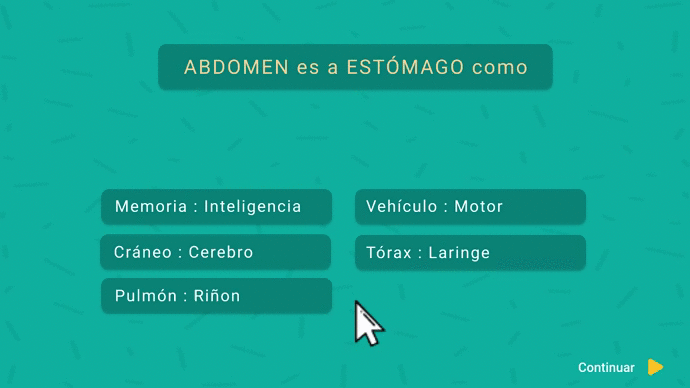 ABDOMEN es a ESTÓMAGO como
Memoria : Inteligencia
Vehículo : Motor
Cráneo : Cerebro
Tórax : Laringe
Pulmón : Riñon
Continuar